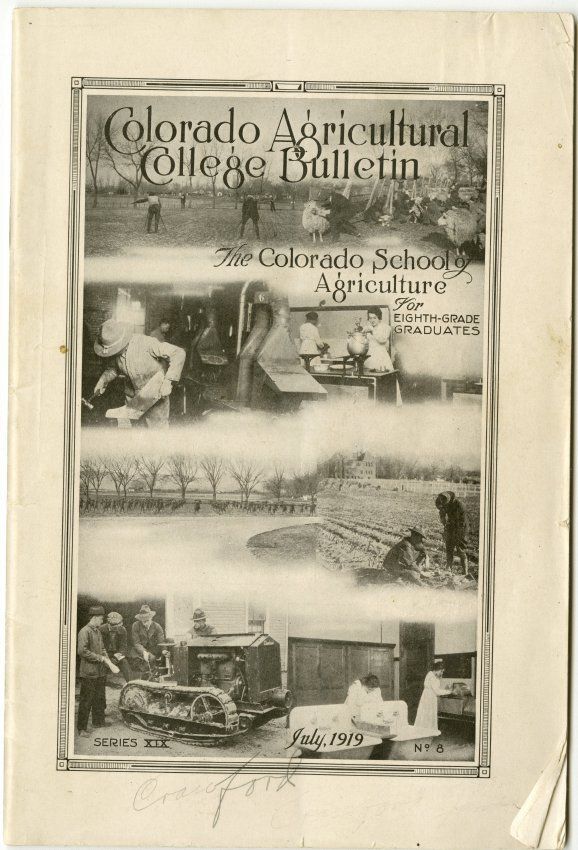 Colorado Agricultural
College Bulletin
The Colorado School of
Agriculture
For
EIGHTH-GRADE
GRADUATES
6
SERIES XIX
July, 1919
No 8
Crawford